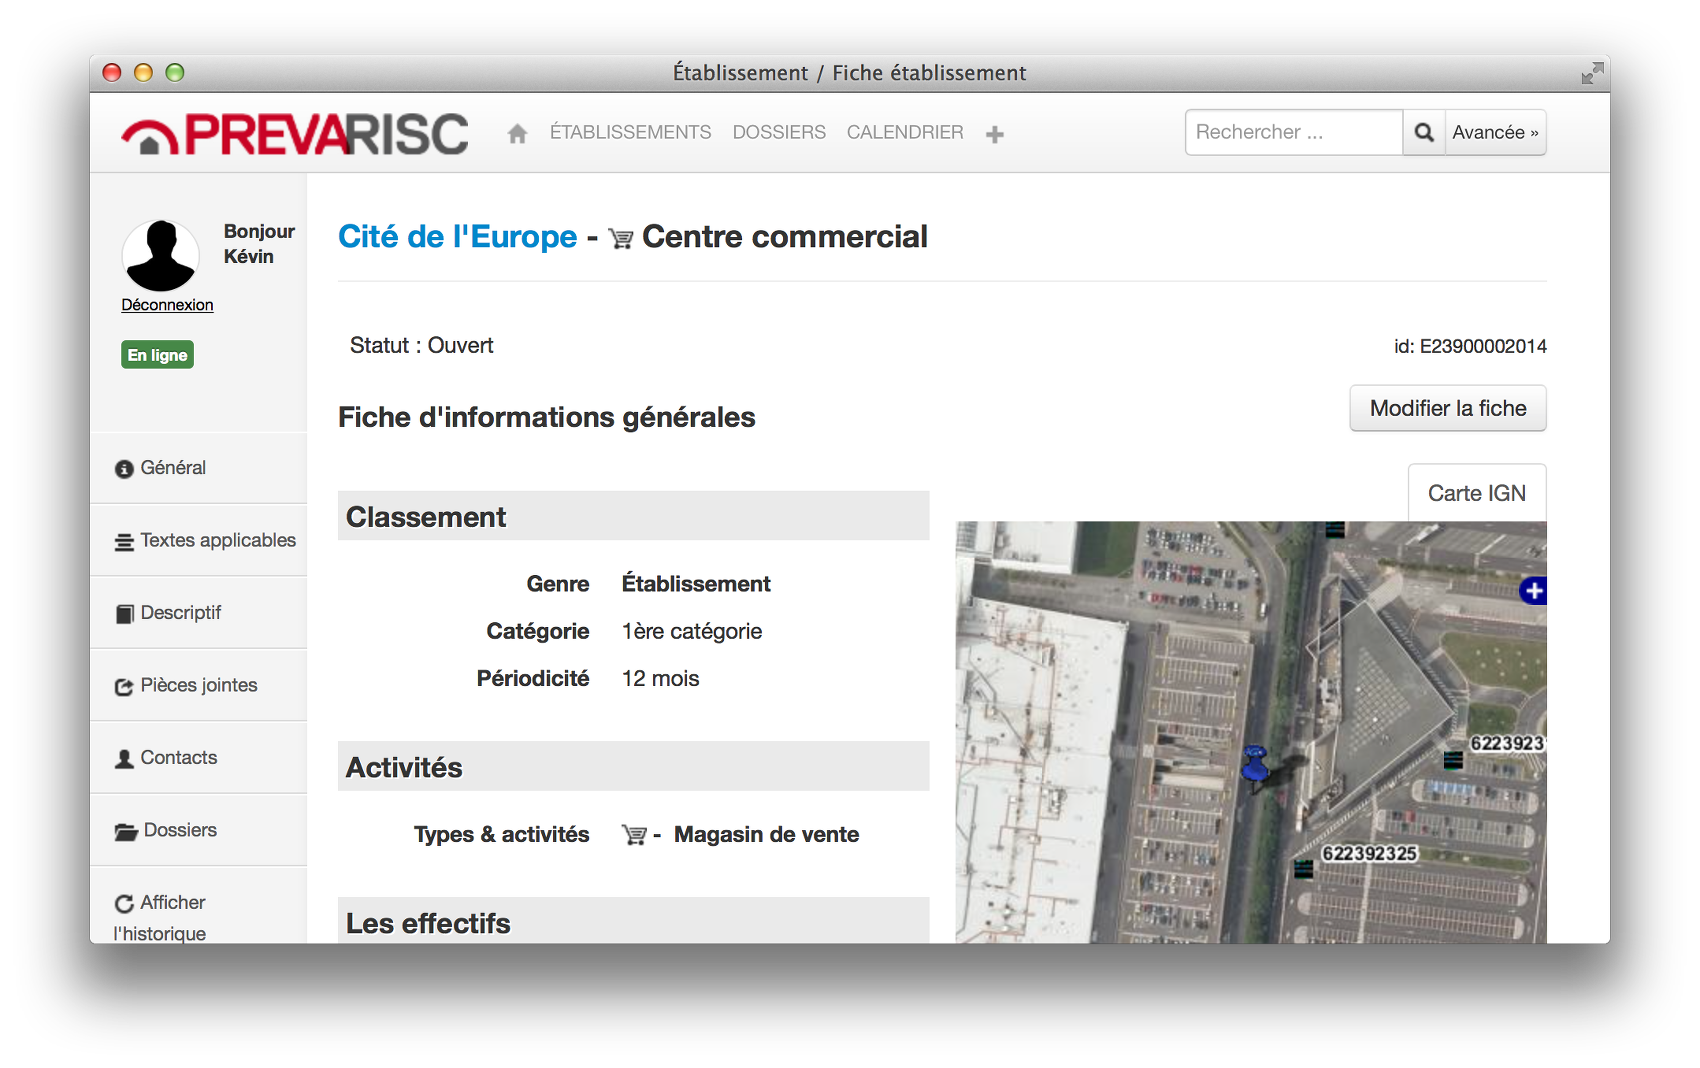 Établissement / Fiche établissement
PREVARISC
ÉTABLISSEMENTS DOSSIERS CALENDRIER
Rechercher ...
Avancée »
Bonjour
Kévin
Déconnexion
En ligne
Général
Textes applicables
Descriptif
Pièces jointes
Contacts
Dossiers
Afficher
l'historique
Cité de l'Europe - Centre commercial
Statut : Ouvert
id: E23900002014
Fiche d'informations générales
Modifier la fiche
Carte IGN
Classement
Genre Établissement
Catégorie 1ère catégorie
Périodicité 12 mois
Activités
Types & activités - Magasin de vente
Les effectifs
6223923
622392325